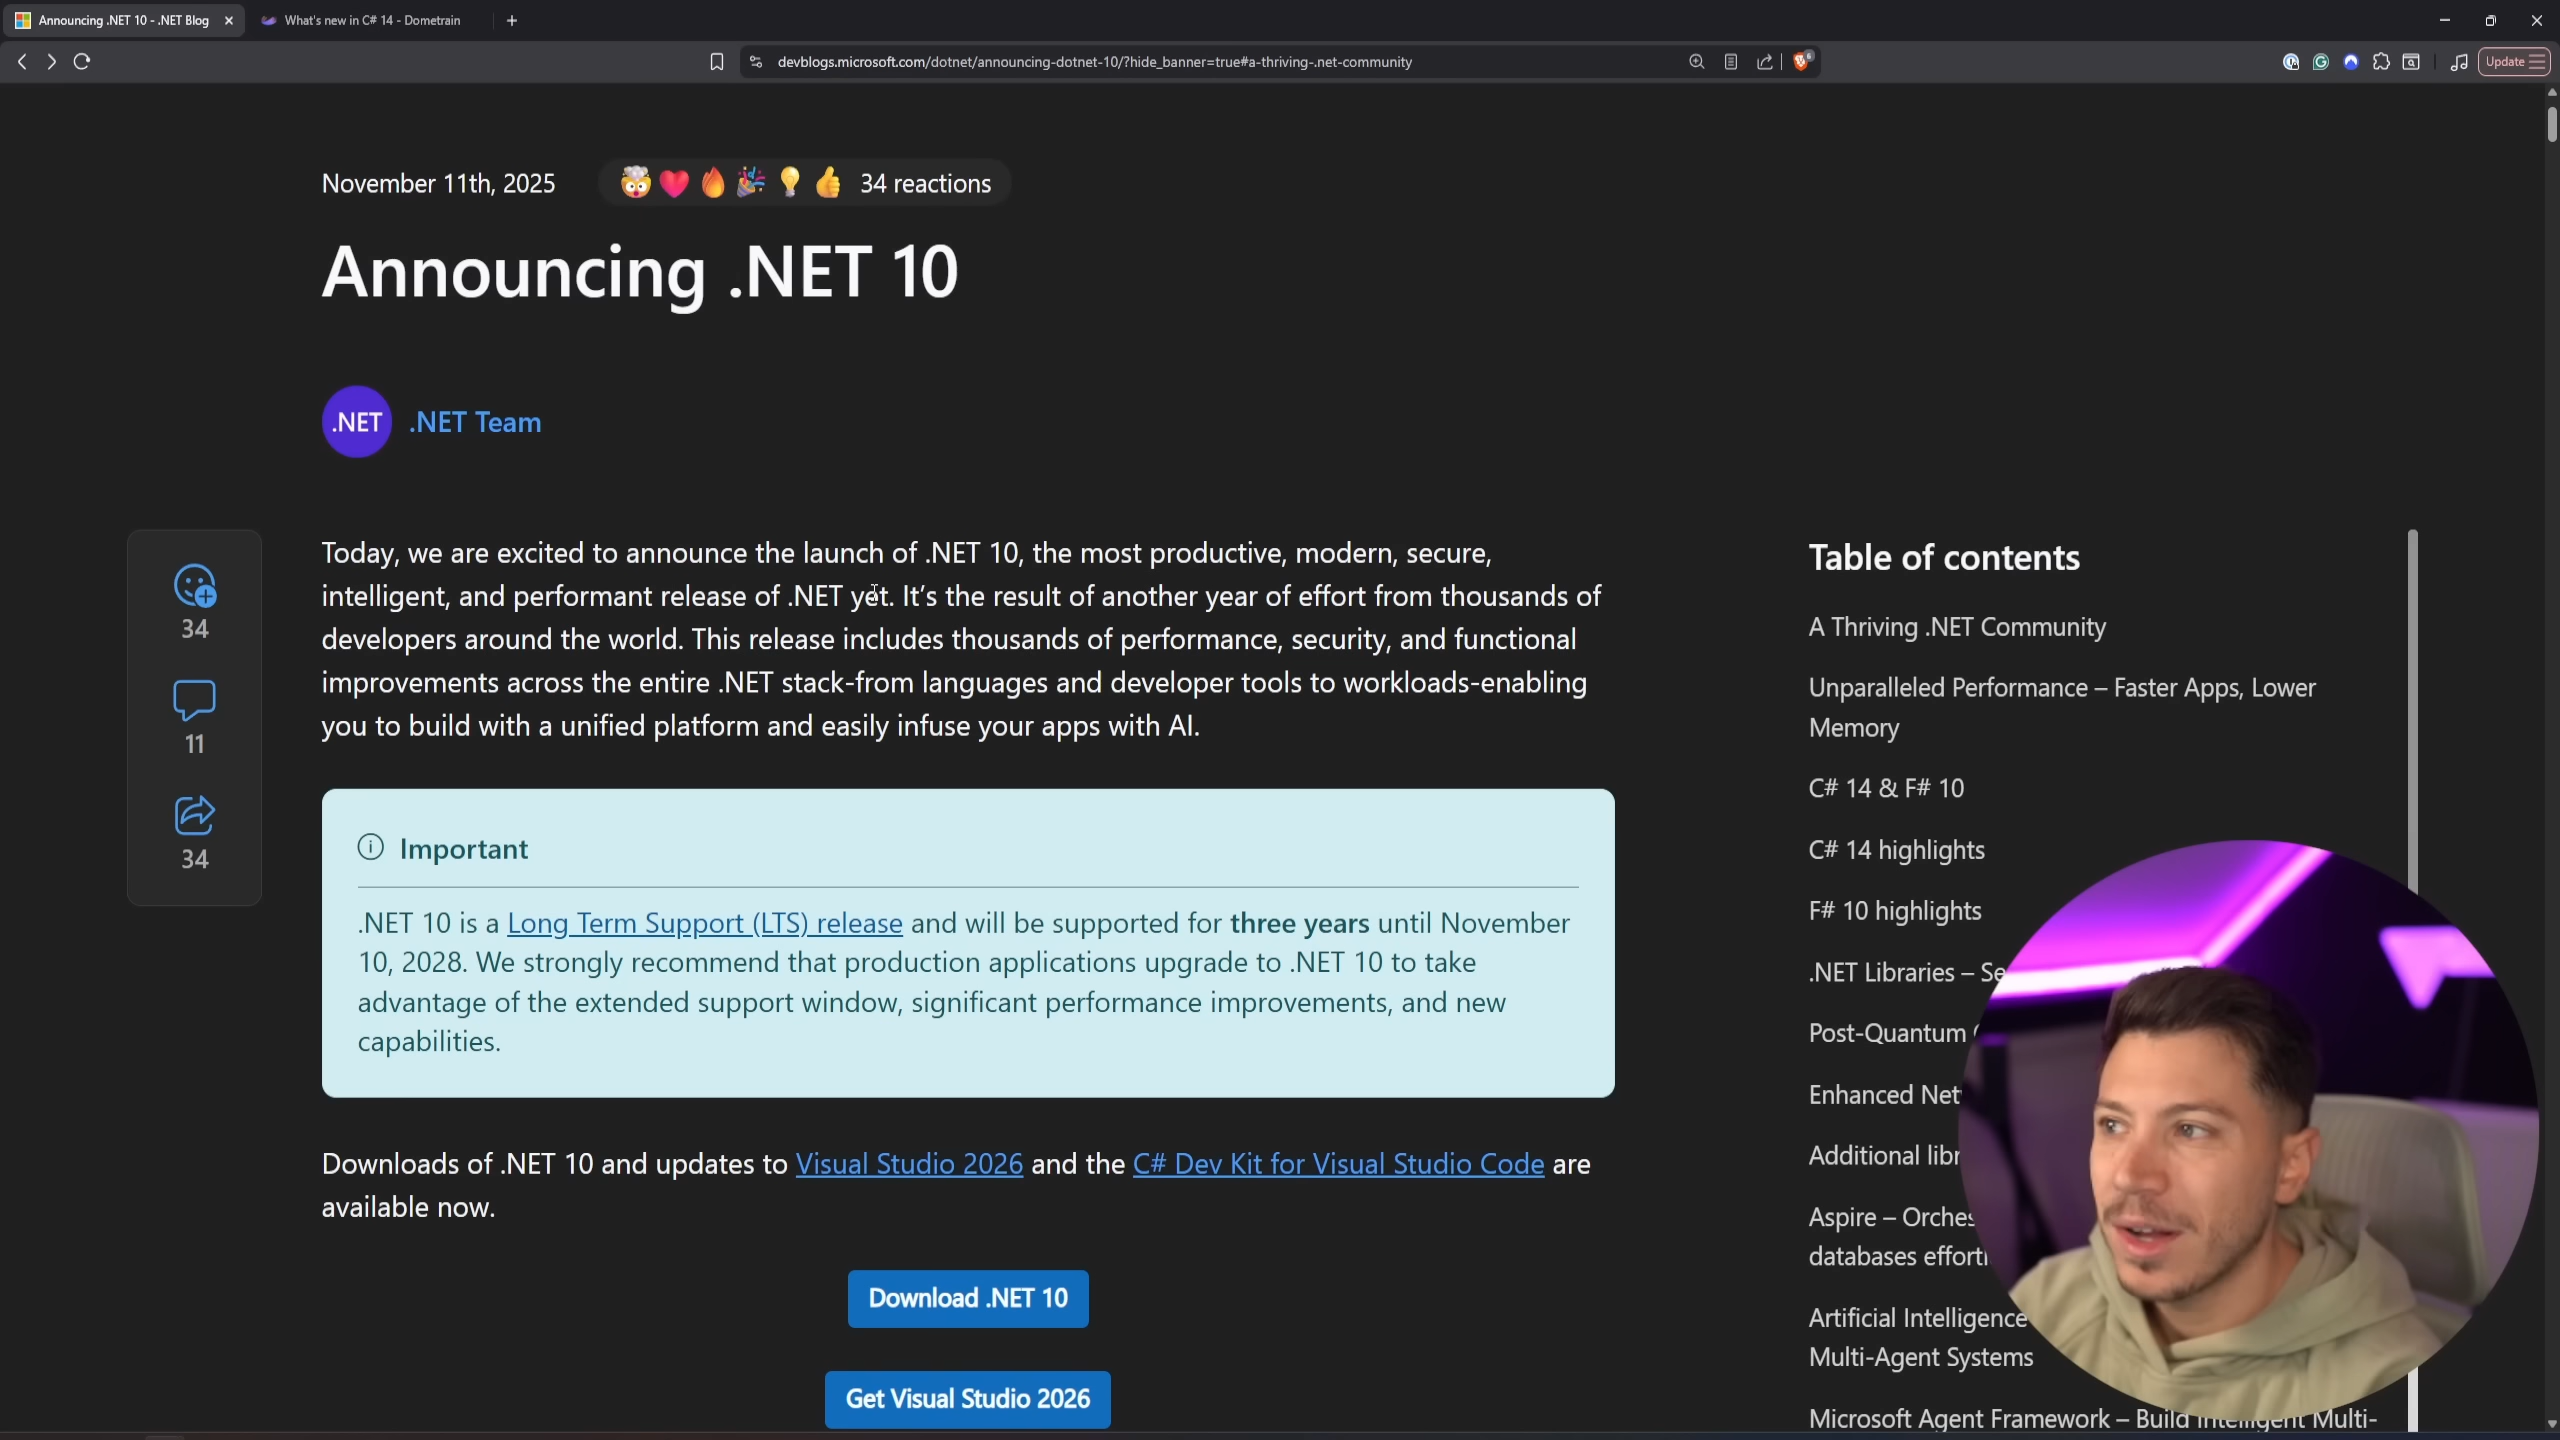 Announcing .NET 10 - .NET Blog
What's new in C# 14 - Dometrain
devblogs.microsoft.com/dotnet/announcing-dotnet-10/?hide_banner=true#a-thriving-.net-community
6
Update
November 11th, 2025
34 reactions
Announcing .NET 10
.NET
.NET Team
34
11
34
Today, we are excited to announce the launch of .NET 10, the most productive, modern, secure,
intelligent, and performant release of .NET yet. It’s the result of another year of effort from thousands of
developers around the world. This release includes thousands of performance, security, and functional
improvements across the entire .NET stack-from languages and developer tools to workloads-enabling
you to build with a unified platform and easily infuse your apps with AI.
Important
.NET 10 is a Long Term Support (LTS) release and will be supported for three years until November
10, 2028. We strongly recommend that production applications upgrade to .NET 10 to take
advantage of the extended support window, significant performance improvements, and new
capabilities.
Downloads of .NET 10 and updates to Visual Studio 2026 and the C# Dev Kit for Visual Studio Code are
available now.
Download .NET 10
Get Visual Studio 2026
Table of contents
A Thriving .NET Community
Unparalleled Performance – Faster Apps, Lower
Memory
C# 14 & F# 10
C# 14 highlights
F# 10 highlights
.NET Libraries –
Post-Quantum
Enhanced
Additional
Aspire –
databases
Artificial Intelligence
Multi-Agent Systems
Microsoft Agent Framework – Build Intelligent Multi-